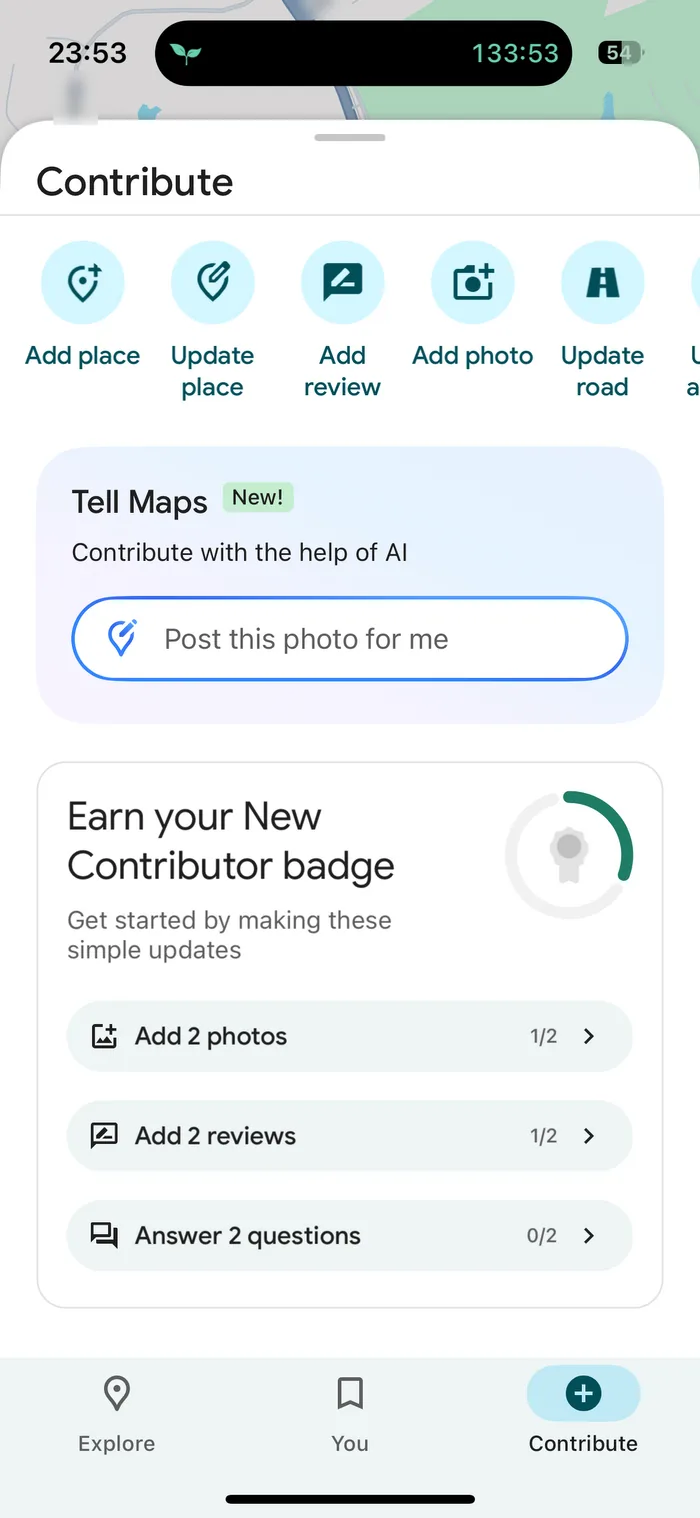 23:53
133:53
54
Contribute
Add place
Update
place
Add
review
Add photo
Update
road
Tell Maps
New!
Contribute with the help of AI
Post this photo for me
Earn your New
Contributor badge
Get started by making these
simple updates
Add 2 photos
1/2
Add 2 reviews
1/2
Answer 2 questions
0/2
Explore
You
Contribute